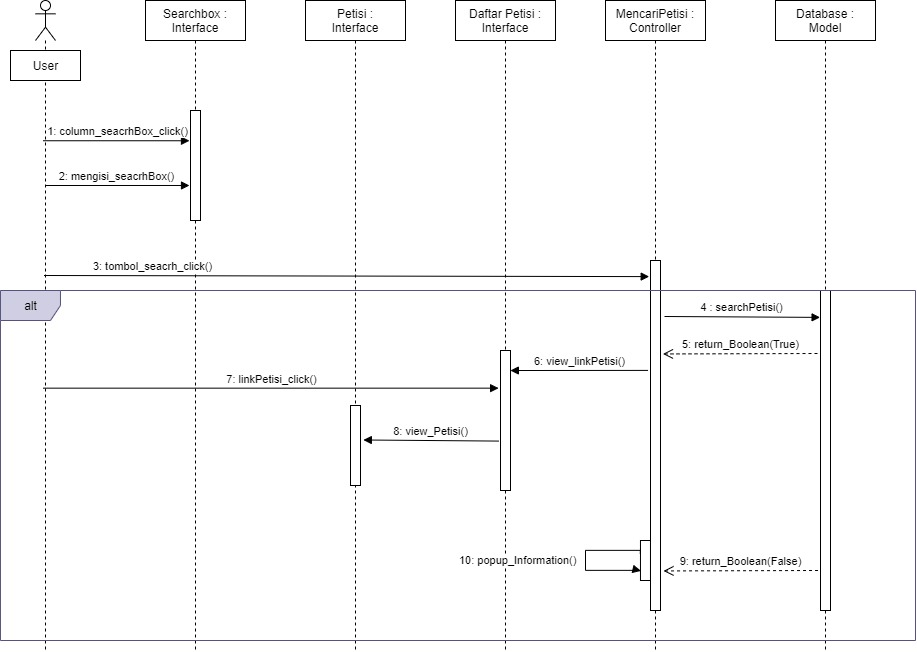 Searchbox :
Interface
Petisi :
Interface
Daftar Petisi :
Interface
MencariPetisi :
Controller
Database :
Model
User
1: column_seacrhBox_click()
2: mengisi_seacrhBox()
3: tombol_seacrh_click()
alt
4 : searchPetisi()
5: return_Boolean(True)
6: view_linkPetisi()
7: linkPetisi_click()
8: view_Petisi()
9: return_Boolean(False)
10: popup_Information()